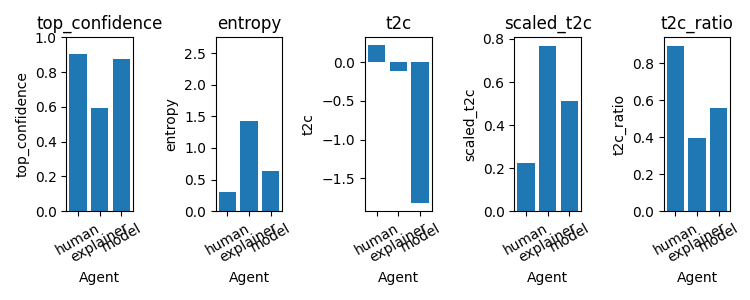 top_confidence
entropy
t2c
scaled_t2c
t2c_ratio
top_confidence
1.0
0.8
0.6
0.4
0.2
0.0
human
explainer
model
Agent
entropy
2.5
2.0
1.5
1.0
0.5
0.0
human
explainer
model
Agent
t2c
0.0
−0.5
−1.0
−1.5
human
explainer
model
Agent
scaled_t2c
0.8
0.6
0.4
0.2
0.0
human
explainer
model
Agent
t2c_ratio
0.8
0.6
0.4
0.2
0.0
human
explainer
model
Agent